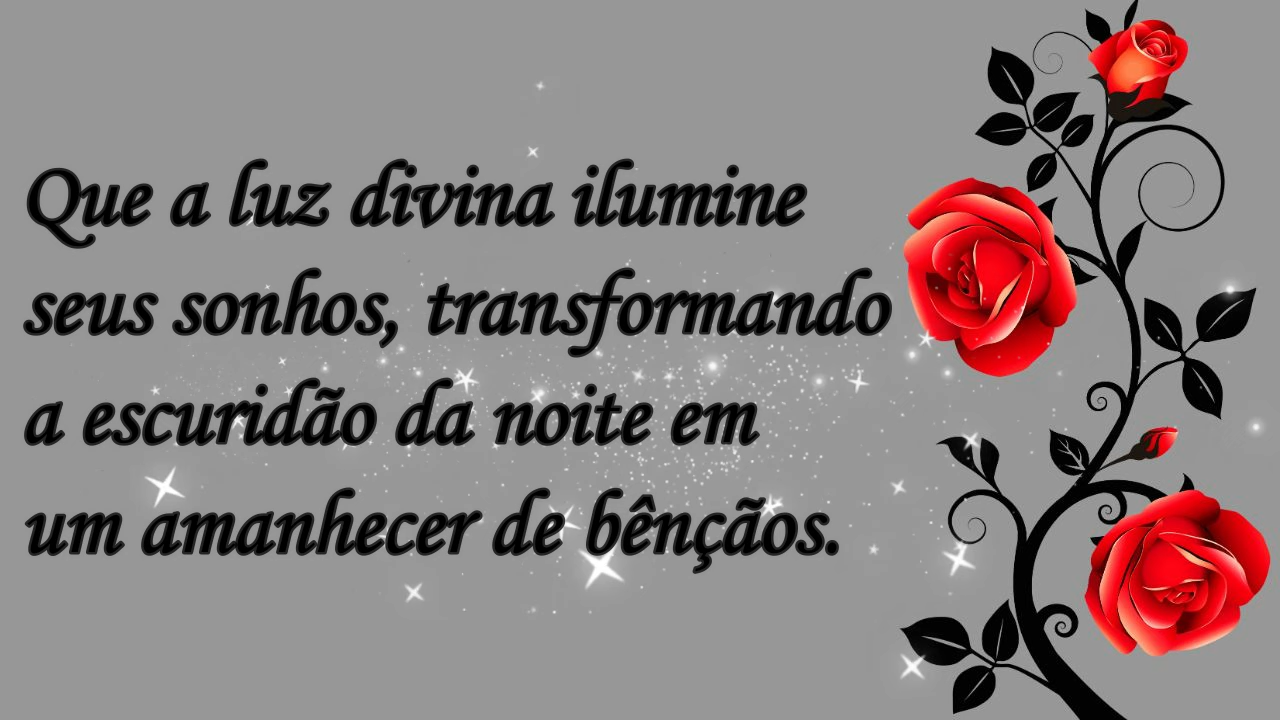 Que a luz divina ilumine
seus sonhos, transformando
a escuridão da noite em
um amanhecer de bênçãos.